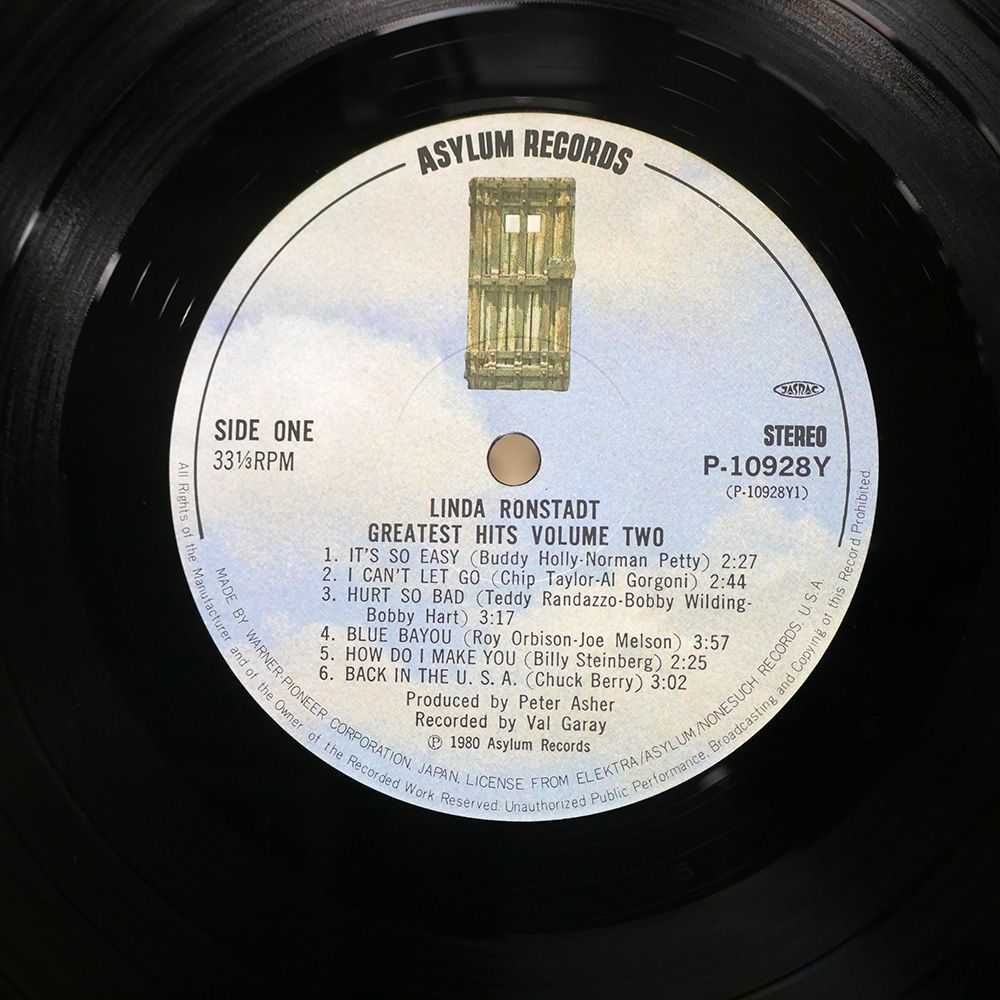 ASYLUM RECORDS
JASRAC
SIDE ONE
33⅓RPM
STEREO
P-10928Y
(P-10928Y1)
LINDA RONSTADT
GREATEST HITS VOLUME TWO
1. IT'S SO EASY (Buddy Holly-Norman Petty) 2:27
2. I CAN'T LET GO (Chip Taylor-Al Gorgoni) 2:44
3. HURT SO BAD (Teddy Randazzo-Bobby Wilding-
Bobby Hart) 3:17
4. BLUE BAYOU (Roy Orbison-Joe Melson) 3:57
5. HOW DO I MAKE YOU (Billy Steinberg) 2:25
6. BACK IN THE U. S. A. (Chuck Berry) 3:02
Produced by Peter Asher
Recorded by Val Garay
Ⓟ 1980 Asylum Records
MADE BY WARNER-PIONEER CORPORATION, JAPAN, LICENSE FROM ELEKTRA/ASYLUM/NONESUCH RECORDS, U.S.A.
All Rights of the Manufacturer and of the Owner of the Recorded Work Reserved. Unauthorized Public Performance, Broadcasting and Copying of this Record Prohibited.